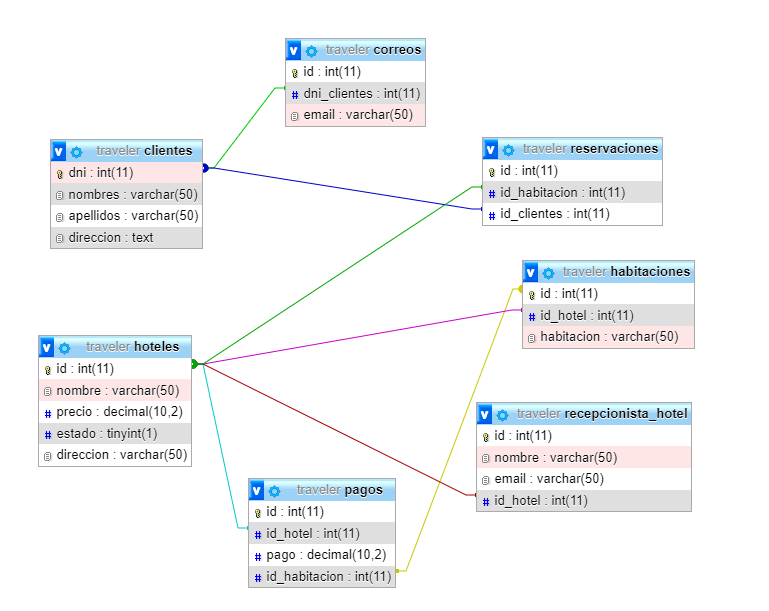 traveler correos
id : int(11)
dni_clientes : int(11)
email : varchar(50)
traveler clientes
dni : int(11)
nombres : varchar(50)
apellidos : varchar(50)
direccion : text
traveler reservaciones
id : int(11)
id_habitacion : int(11)
id_clientes : int(11)
traveler habitaciones
id : int(11)
id_hotel : int(11)
habitacion : varchar(50)
traveler hoteles
id : int(11)
nombre : varchar(50)
precio : decimal(10,2)
estado : tinyint(1)
direccion : varchar(50)
traveler recepcionista_hotel
id : int(11)
nombre : varchar(50)
email : varchar(50)
id_hotel : int(11)
traveler pagos
id : int(11)
id_hotel : int(11)
pago : decimal(10,2)
id_habitacion : int(11)